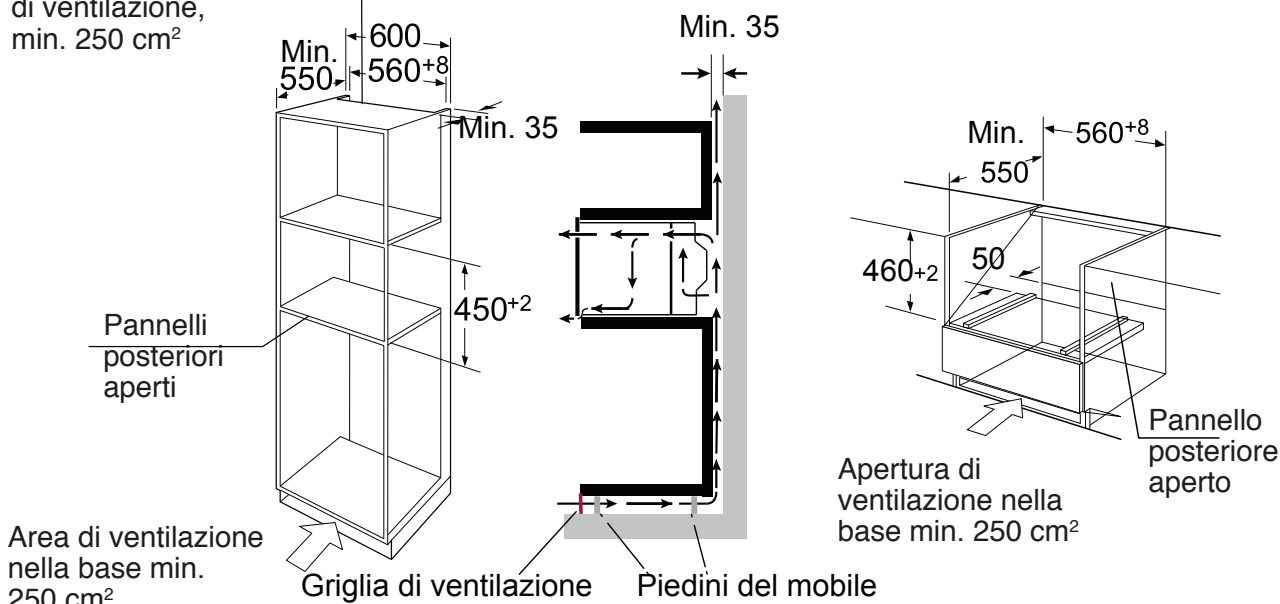 di ventilazione,
min. 250 cm²
600
Min.
550
560+8
Min. 35
450+2
Pannelli
posteriori
aperti
Area di ventilazione
nella base min.
250 cm²
Min. 35
Griglia di ventilazione
Piedini del mobile
Min.
550
560+8
460+2
50
Apertura di
ventilazione nella
base min. 250 cm²
Pannello
posteriore
aperto